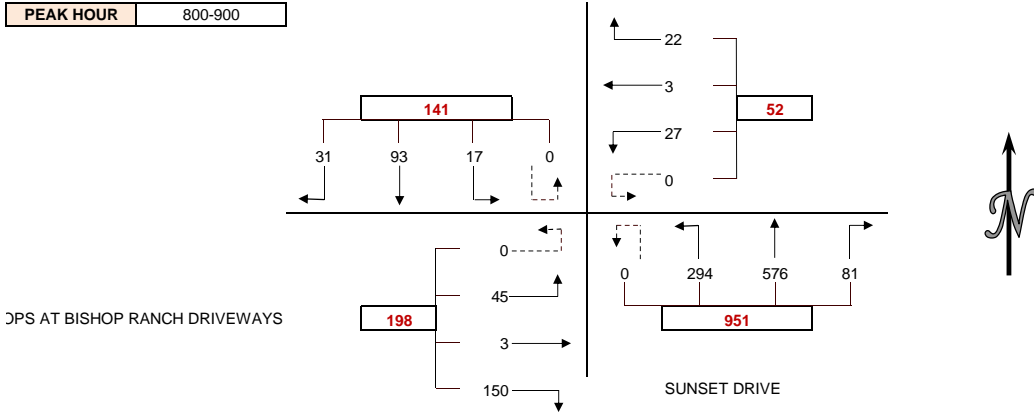 PEAK HOUR 800-900
22
3
141 52
27
31 93 17 0
0
N
0
0 294 576 81
45
OPS AT BISHOP RANCH DRIVEWAYS 198 951
3
150 SUNSET DRIVE